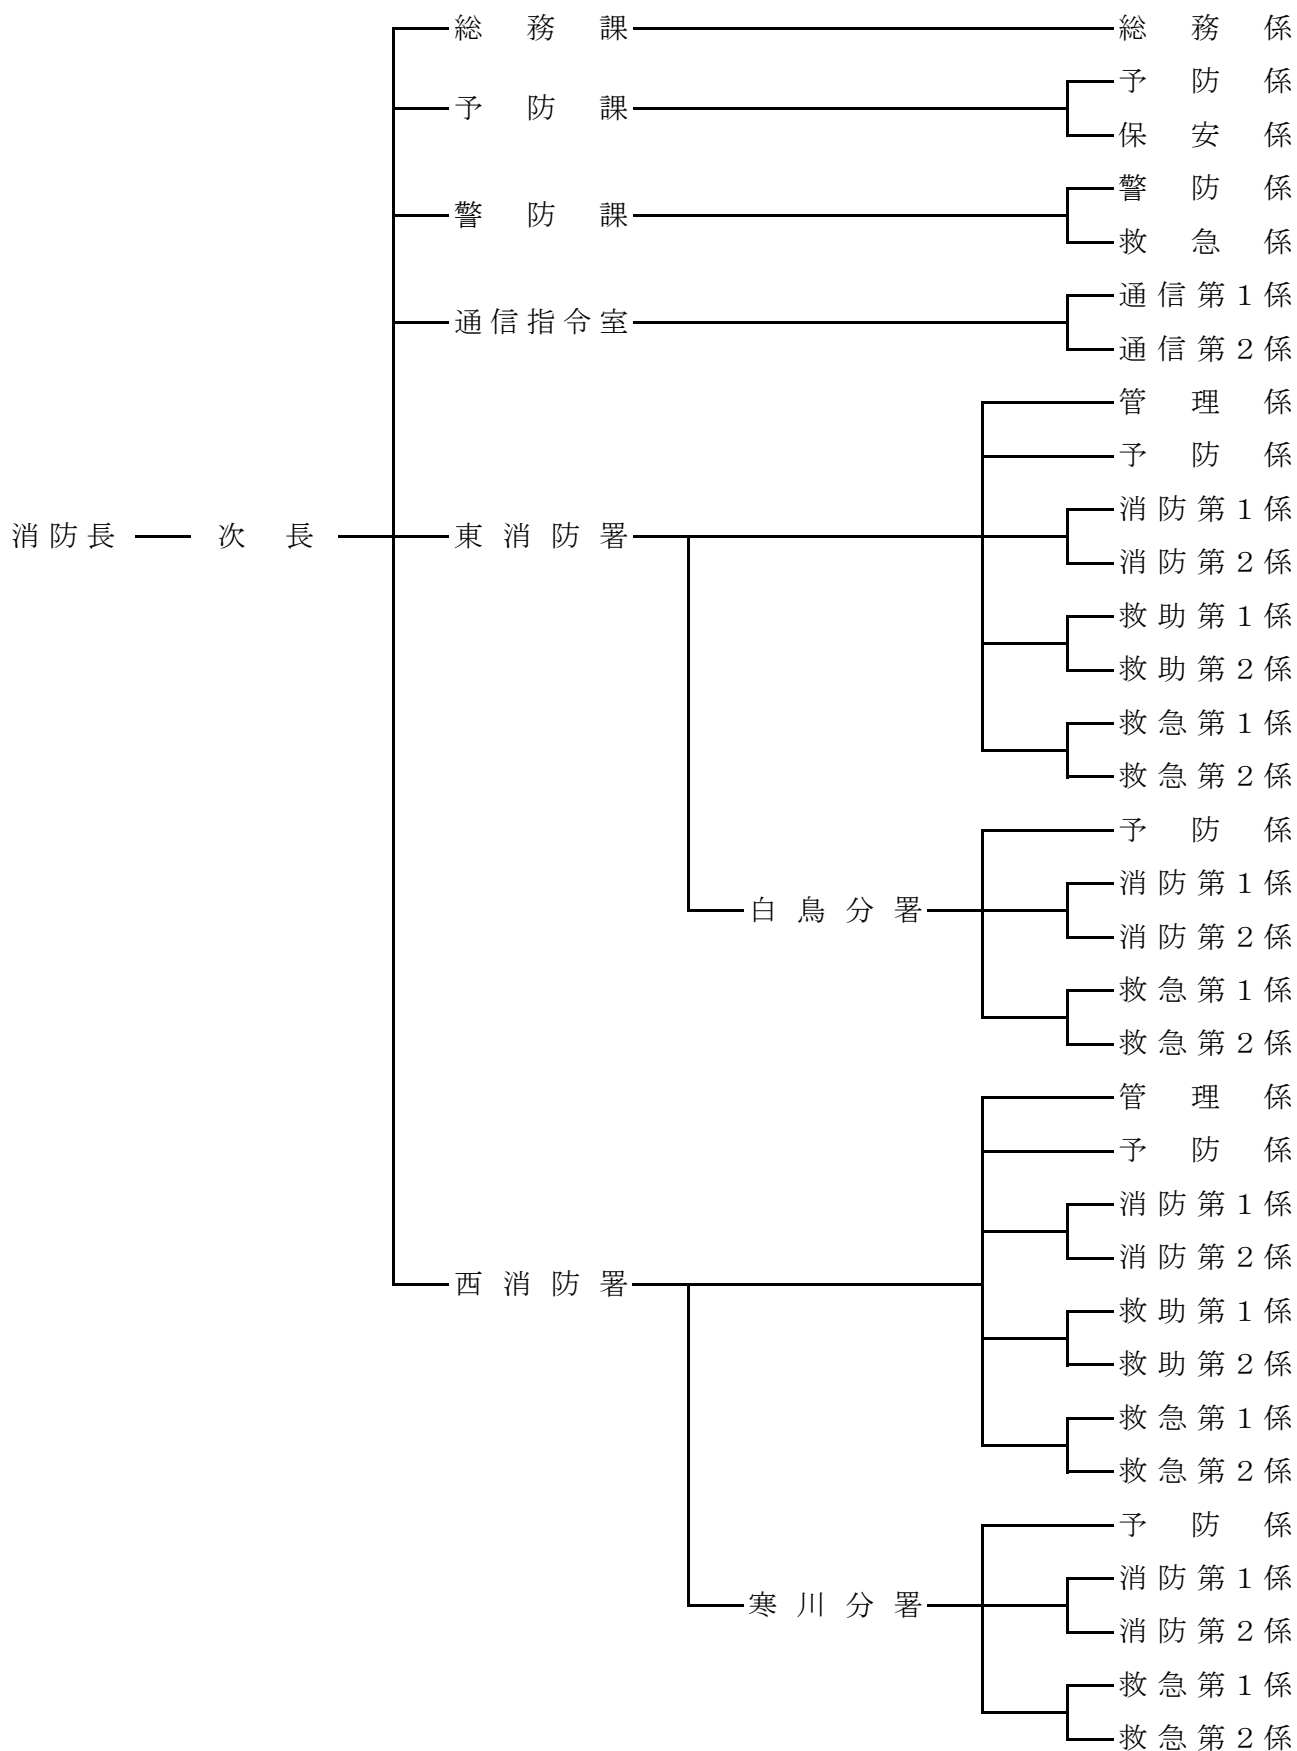 総務課 総務係
予防係
予防課
保安係
警防係
警防課
救急係
通信第1係
通信指令室
通信第2係
管理係
予防係
消防第1係
消防長 次長 東消防署
消防第2係
救助第1係
救助第2係
救急第1係
救急第2係
予防係
消防第1係
白鳥分署
消防第2係
救急第1係
救急第2係
管理係
予防係
消防第1係
消防第2係
西消防署
救助第1係
救助第2係
救急第1係
救急第2係
予防係
消防第1係
寒川分署
消防第2係
救急第1係
救急第2係